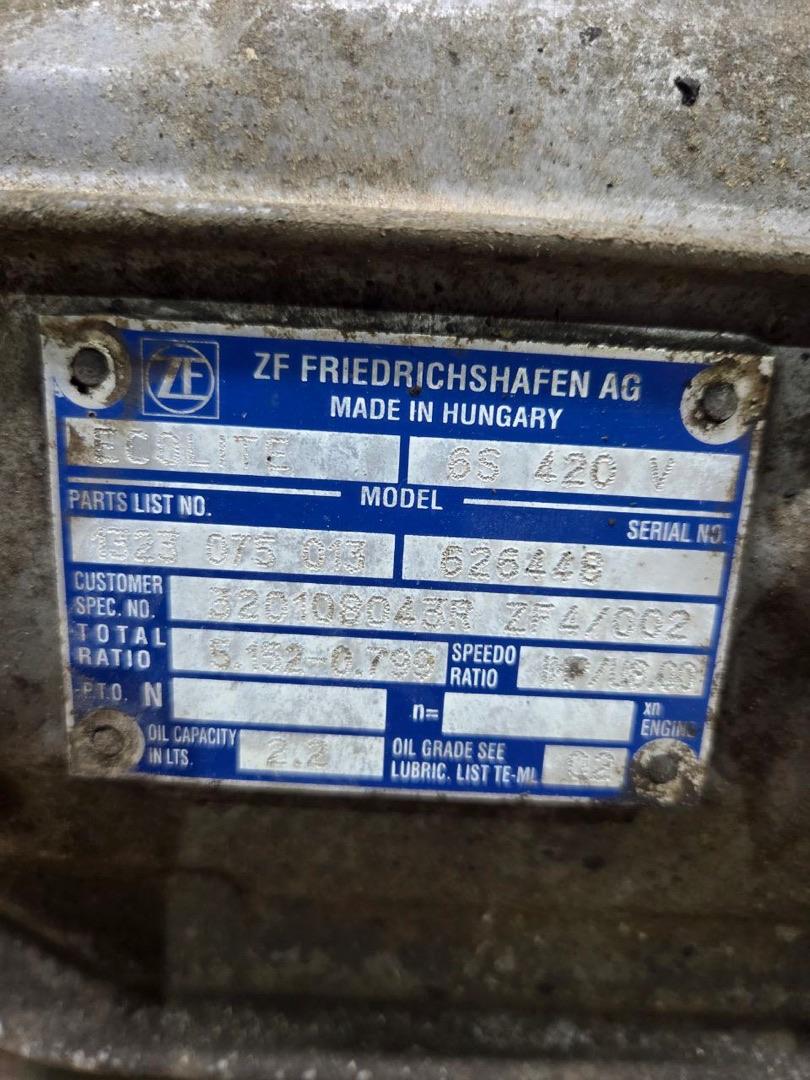 ZF
ZF FRIEDRICHSHAFEN AG
MADE IN HUNGARY
ECOLITE 6S 420 V
MODEL
PARTS LIST NO. SERIAL NO.
1323 075 013 626448
CUSTOMER
SPEC. NO. 320108043R ZF4/002
TOTAL
RATIO 5.152-0.799 SPEEDO
RATIO
P.T.O. N n= xn
ENGINE
OIL CAPACITY
IN LTS. 2.2 OIL GRADE SEE
LUBRIC. LIST TE-ML 02